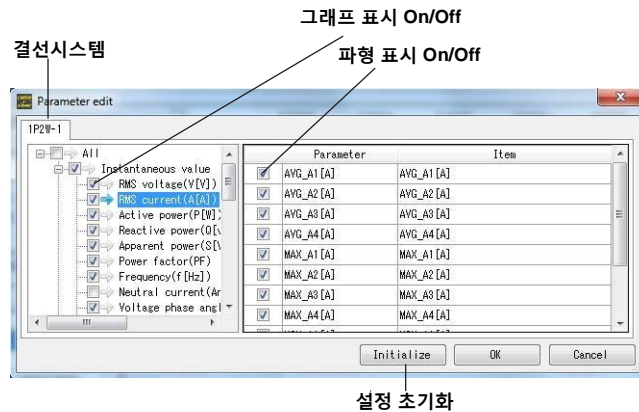 그래프 표시 On/Off
결선시스템
파형 표시 On/Off
Parameter edit
1P2W-1
All
Instantaneous value
RMS voltage(V[V])
RMS current(A[A])
Active power(P[W]
Reactive power(Q[
Apparent power(S[
Power factor(PF)
Frequency(f[Hz])
Neutral current(A
Voltage phase angl
Parameter Item
AVG_A1[A] AVG_A1[A]
AVG_A2[A] AVG_A2[A]
AVG_A3[A] AVG_A3[A]
AVG_A4[A] AVG_A4[A]
MAX_A1[A] MAX_A1[A]
MAX_A2[A] MAX_A2[A]
MAX_A3[A] MAX_A3[A]
MAX_A4[A] MAX_A4[A]
Initialize OK Cancel
설정 초기화